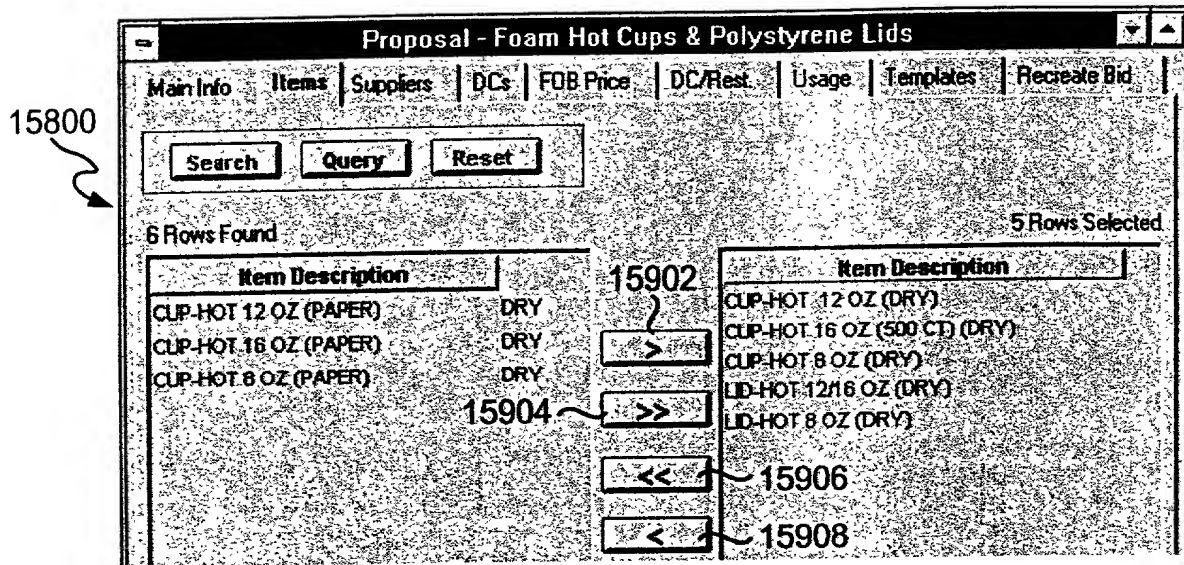 Proposal - Foam Hot Cups & Polystyrene Lids
Main Info Items Suppliers DCs FOB Price DC/Rest. Usage Templates Recreate Bid
15800
Search Query Reset
6 Rows Found 5 Rows Selected
Item Description
CUP-HOT 12 OZ (PAPER) DRY
CUP-HOT 16 OZ (PAPER) DRY
CUP-HOT 8 OZ (PAPER) DRY
15902
>
15904 >>
<< 15906
< 15908
Item Description
CUP-HOT 12 OZ (DRY)
CUP-HOT 16 OZ (500 CT) (DRY)
CUP-HOT 8 OZ (DRY)
LID-HOT 12/16 OZ (DRY)
LID-HOT 8 OZ (DRY)